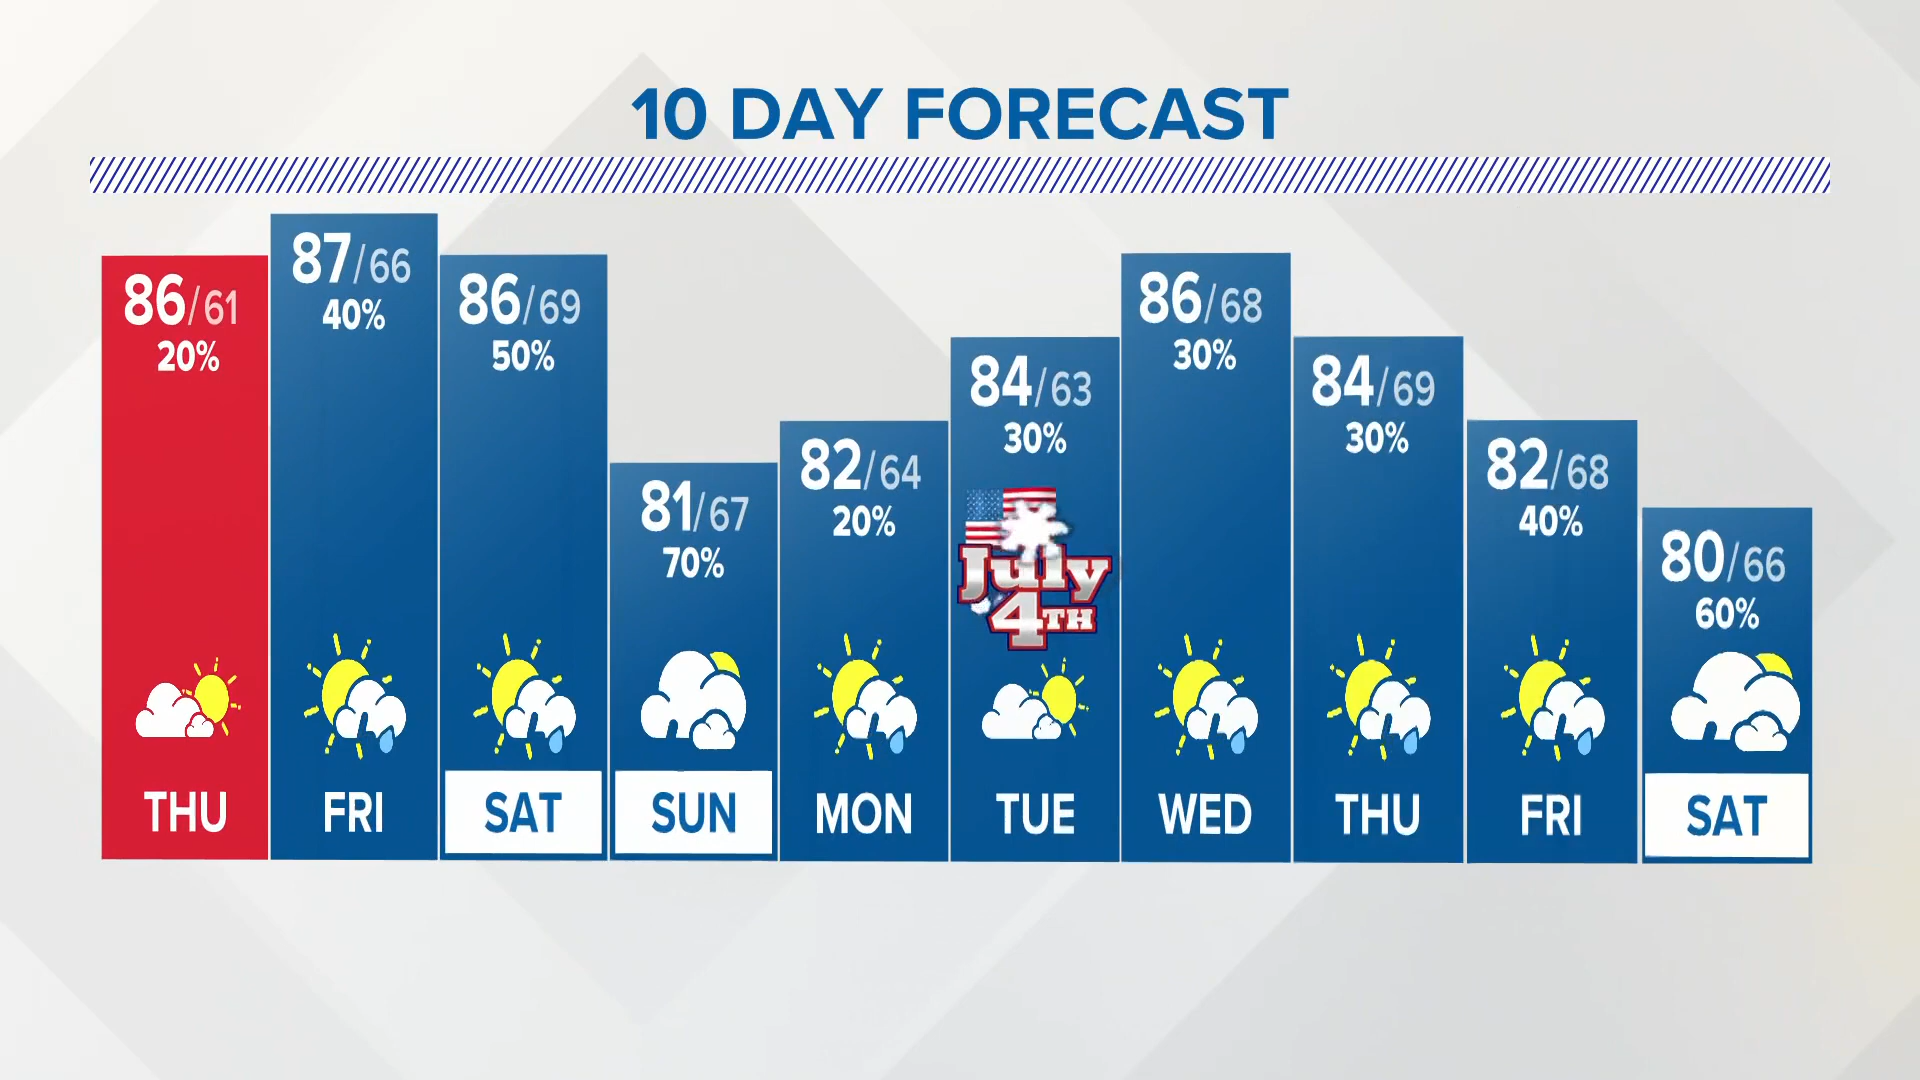 10 DAY FORECAST
86/61
20%
THU
87/66
40%
FRI
86/69
50%
SAT
81/67
70%
SUN
82/64
20%
MON
84/63
30%
July
4TH
TUE
86/68
30%
WED
84/69
30%
THU
82/68
40%
FRI
80/66
60%
SAT